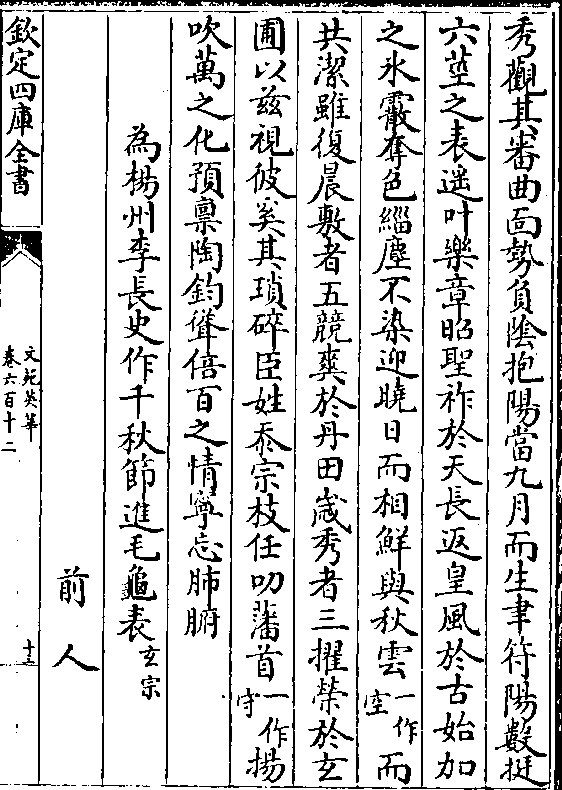 秀觀其審曲面勢負陰抱陽當九月而生聿符陽數挺
六莖之表遥叶樂章昭聖祚於天長返皇風於古始加
之氷霰奪色緇塵不染迎曉日而相鮮與秋雲一作空而
共潔雖復晨敷者五競爽於丹田歳秀者三擢榮於玄
圃以兹視彼奚其瑣碎臣姓忝宗枝任叨藩首一作揚守
吹萬之化預稟陶鈞聳倍百之情寧忘肺腑
為楊州李長史作千秋節進毛龜表玄宗
前人
欽定四庫全書
文苑英華
卷六百十二
十三